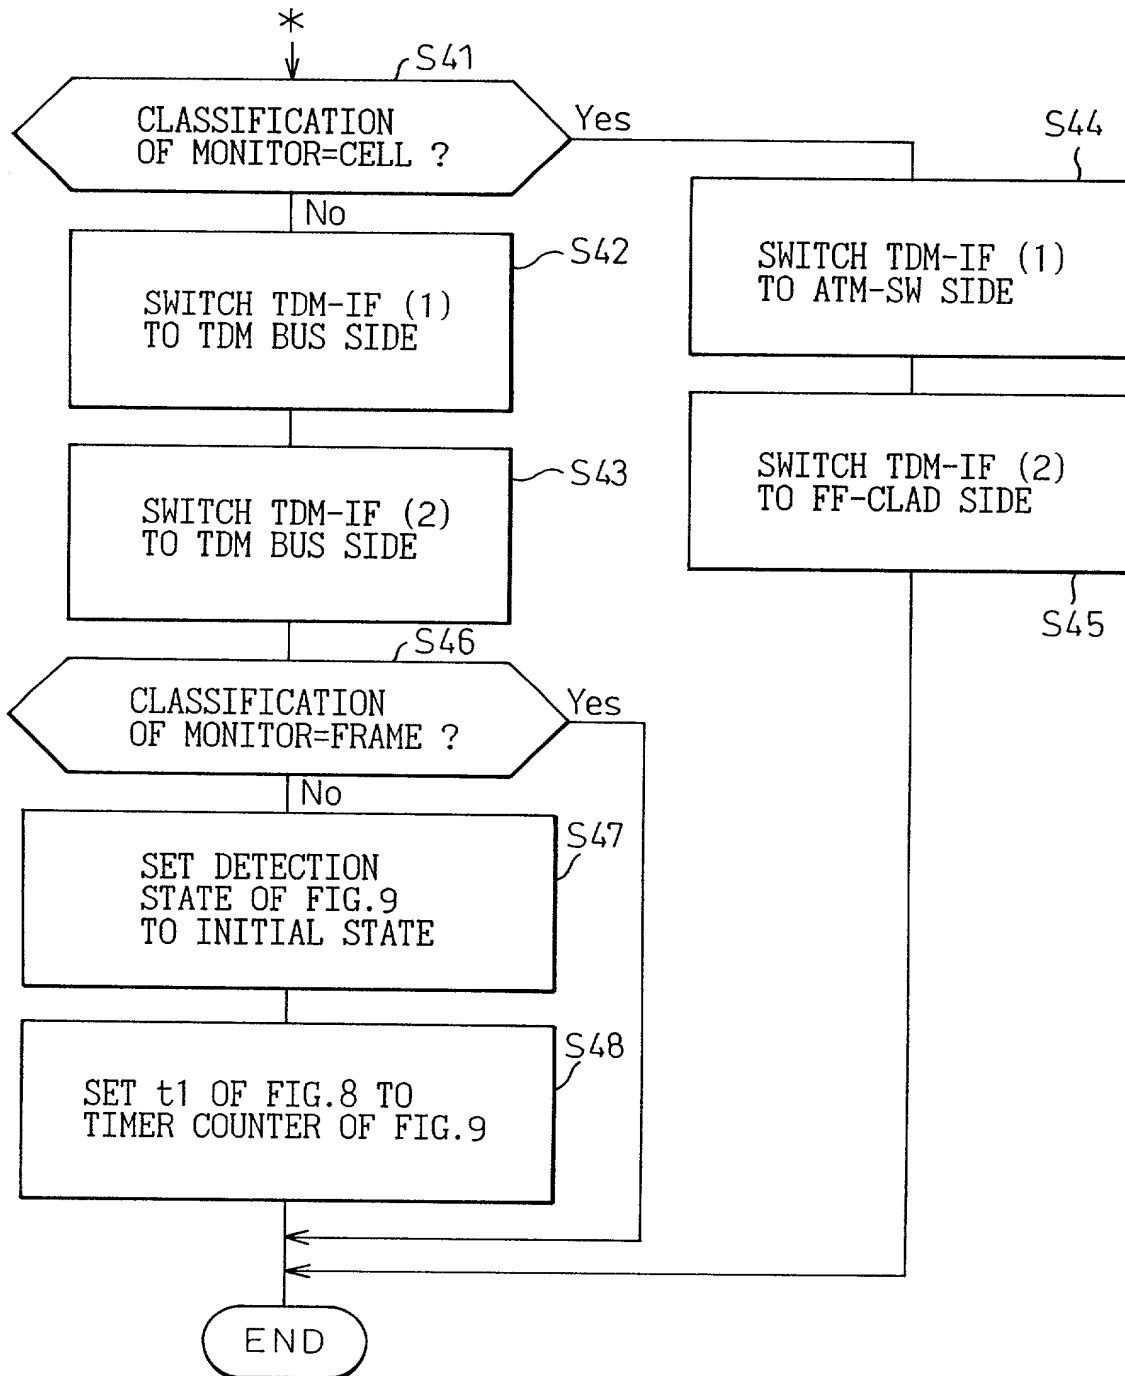 *
S41
CLASSIFICATION
OF MONITOR=CELL ?
Yes
No
S44
SWITCH TDM-IF (1)
TO ATM-SW SIDE
S42
SWITCH TDM-IF (1)
TO TDM BUS SIDE
SWITCH TDM-IF (2)
TO FF-CLAD SIDE
S45
S43
SWITCH TDM-IF (2)
TO TDM BUS SIDE
S46
CLASSIFICATION
OF MONITOR=FRAME ?
Yes
No
S47
SET DETECTION
STATE OF FIG.9
TO INITIAL STATE
S48
SET t1 OF FIG.8 TO
TIMER COUNTER OF FIG.9
END